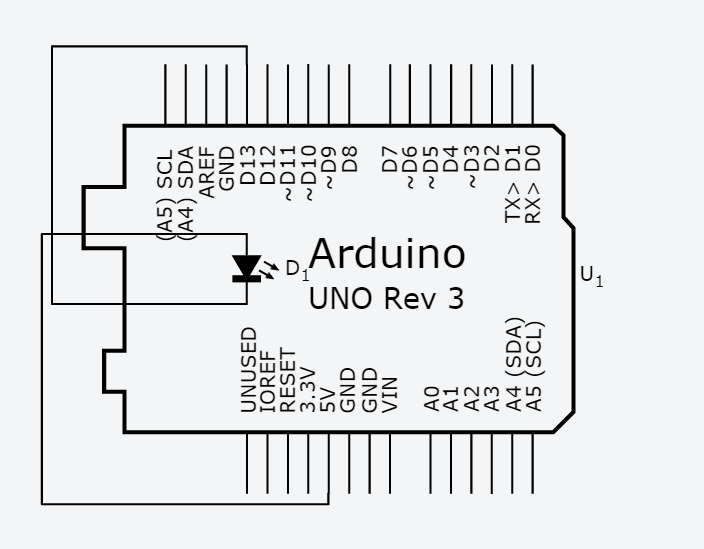 (A5) SCL
(A4) SDA
AREF
GND
D13
D12
~D11
~D10
~D9
D8
D7
~D6
~D5
D4
~D3
D2
TX> D1
RX> D0
D1
Arduino
UNO Rev 3
U1
UNUSED
IOREF
RESET
3.3V
5V
GND
GND
VIN
A0
A1
A2
A3
A4 (SDA)
A5 (SCL)